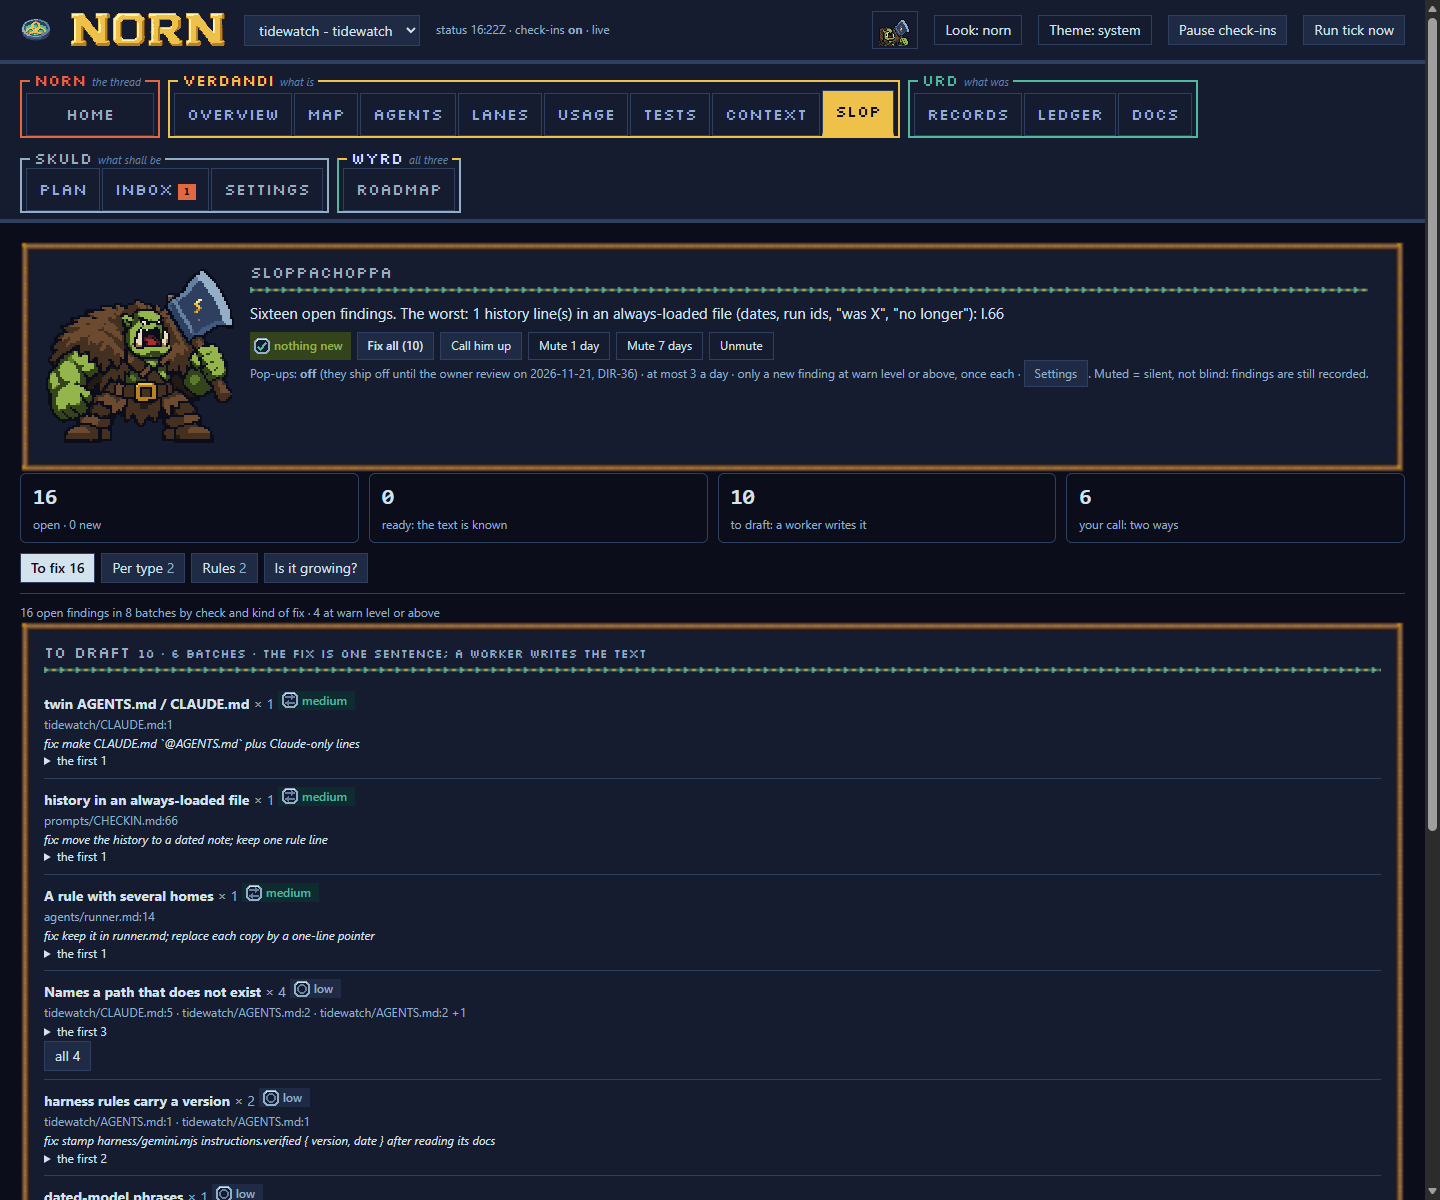 NORN
tidewatch - tidewatch
status 16:22Z · check-ins on · live
Look: norn
Theme: system
Pause check-ins
Run tick now
NORN the thread
HOME
VERDANDI what is
OVERVIEW MAP AGENTS LANES USAGE TESTS CONTEXT SLOP
URD what was
RECORDS LEDGER DOCS
SKULD what shall be
PLAN INBOX 1 SETTINGS
WYRD all three
ROADMAP
SLOPPACHOPPA
Sixteen open findings. The worst: 1 history line(s) in an always-loaded file (dates, run ids, "was X", "no longer"): l.66
nothing new
Fix all (10)
Call him up
Mute 1 day
Mute 7 days
Unmute
Pop-ups: off (they ship off until the owner review on 2026-11-21, DIR-36) · at most 3 a day · only a new finding at warn level or above, once each · Settings . Muted = silent, not blind: findings are still recorded.
16
open · 0 new
0
ready: the text is known
10
to draft: a worker writes it
6
your call: two ways
To fix 16
Per type 2
Rules 2
Is it growing?
16 open findings in 8 batches by check and kind of fix · 4 at warn level or above
TO DRAFT 10 · 6 BATCHES · THE FIX IS ONE SENTENCE; A WORKER WRITES THE TEXT
twin AGENTS.md / CLAUDE.md × 1 medium
tidewatch/CLAUDE.md:1
fix: make CLAUDE.md `@AGENTS.md` plus Claude-only lines
the first 1
history in an always-loaded file × 1 medium
prompts/CHECKIN.md:66
fix: move the history to a dated note; keep one rule line
the first 1
A rule with several homes × 1 medium
agents/runner.md:14
fix: keep it in runner.md; replace each copy by a one-line pointer
the first 1
Names a path that does not exist × 4 low
tidewatch/CLAUDE.md:5 · tidewatch/AGENTS.md:2 · tidewatch/AGENTS.md:2 +1
the first 3
all 4
harness rules carry a version × 2 low
tidewatch/AGENTS.md:1 · tidewatch/AGENTS.md:1
fix: stamp harness/gemini.mjs instructions.verified { version, date } after reading its docs
the first 2
dated-model phrases × 1 low